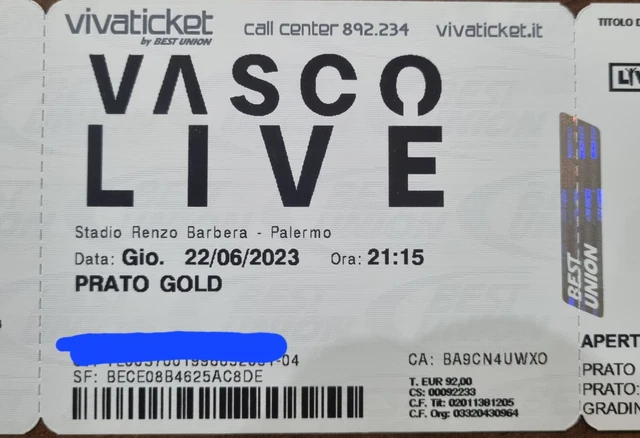 vivaticket
by BEST UNION
call center 892.234
vivaticket.it
VASCO
LIVE
Stadio Renzo Barbera - Palermo
Data: Gio. 22/06/2023 Ora: 21:15
PRATO GOLD
-04
CA: BA9CN4UWXO
SF: BECE08B4625AC8DE
T. EUR 92,00
CS: 00092233
C.F. Tit: 02011381205
C.F. Org: 03320430964
BEST UNION
TITOLO D
LIV
APERT
PRATO
PRATO:
GRADIN